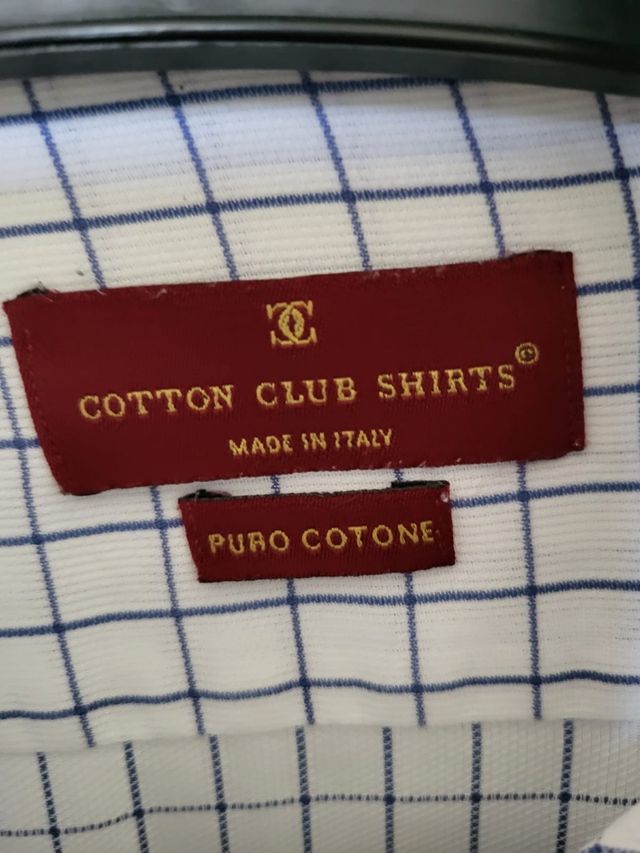 COTTON CLUB SHIRTS©
MADE IN ITALY
PURO COTONE